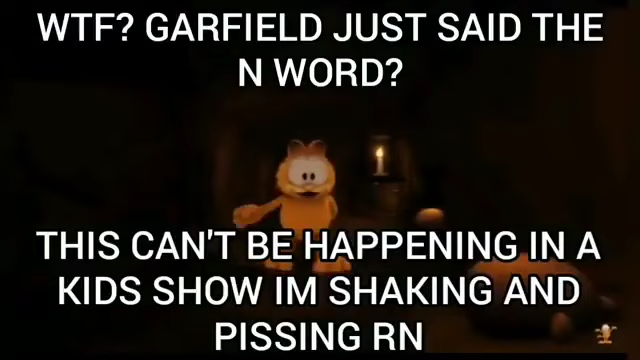 WTF? GARFIELD JUST SAID THE
N WORD?
THIS CAN'T BE HAPPENING IN A
KIDS SHOW IM SHAKING AND
PISSING RN